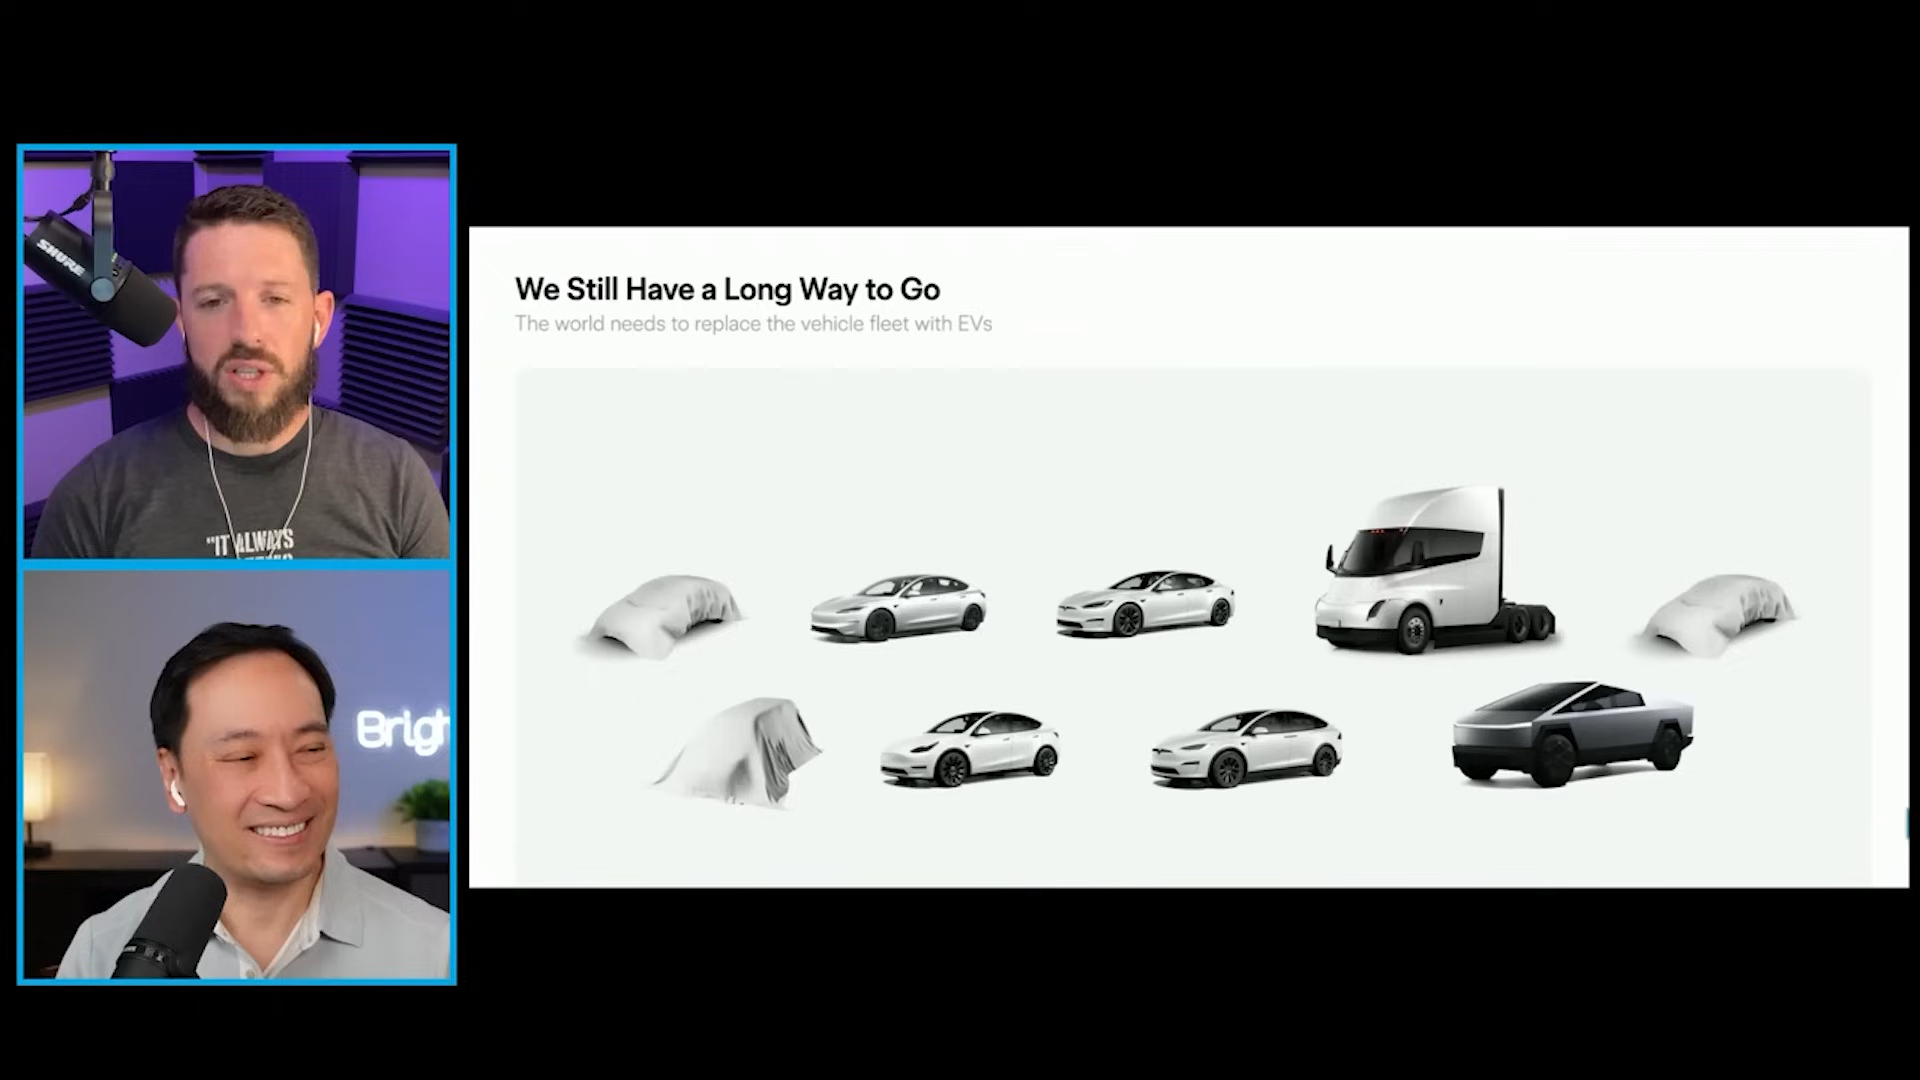 SHURE
"IT ALWAYS
Brigh
We Still Have a Long Way to Go
The world needs to replace the vehicle fleet with EVs